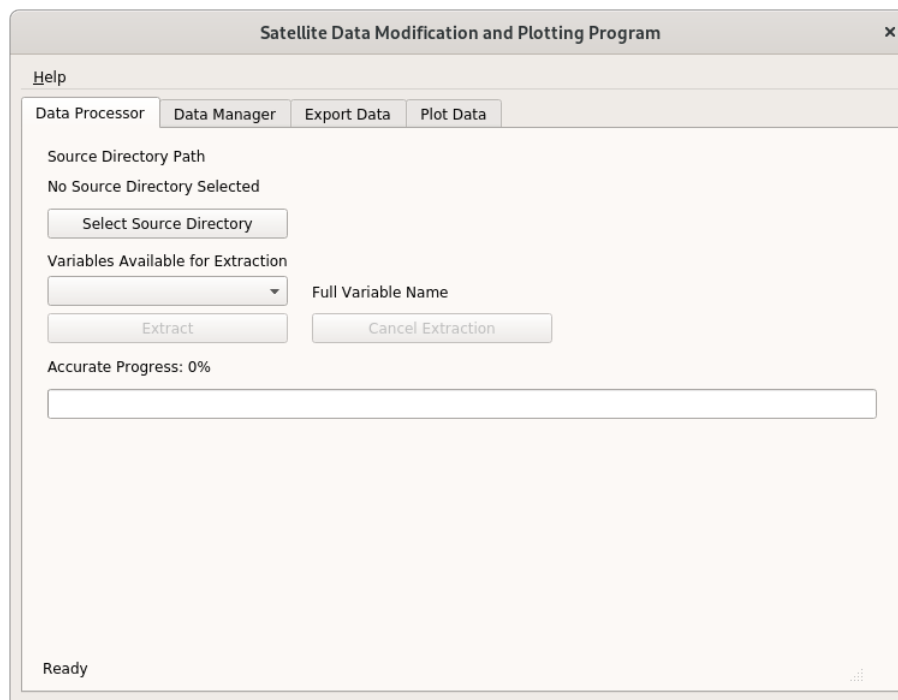 Satellite Data Modification and Plotting Program
×
Help
Data Processor Data Manager Export Data Plot Data
Source Directory Path
No Source Directory Selected
Select Source Directory
Variables Available for Extraction
Full Variable Name
Extract Cancel Extraction
Accurate Progress: 0%
Ready